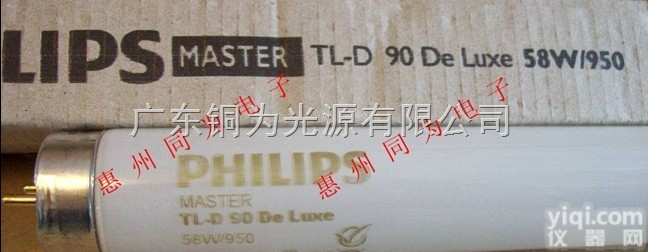 LIPS MASTER TL-D 90 De Luxe 58W/950
广东铜为光源有限公司
惠州同为电子
惠州同为电子
PHILIPS
MASTER
TL-D 90 De Luxe
58W/950
yiqi.com
仪器网